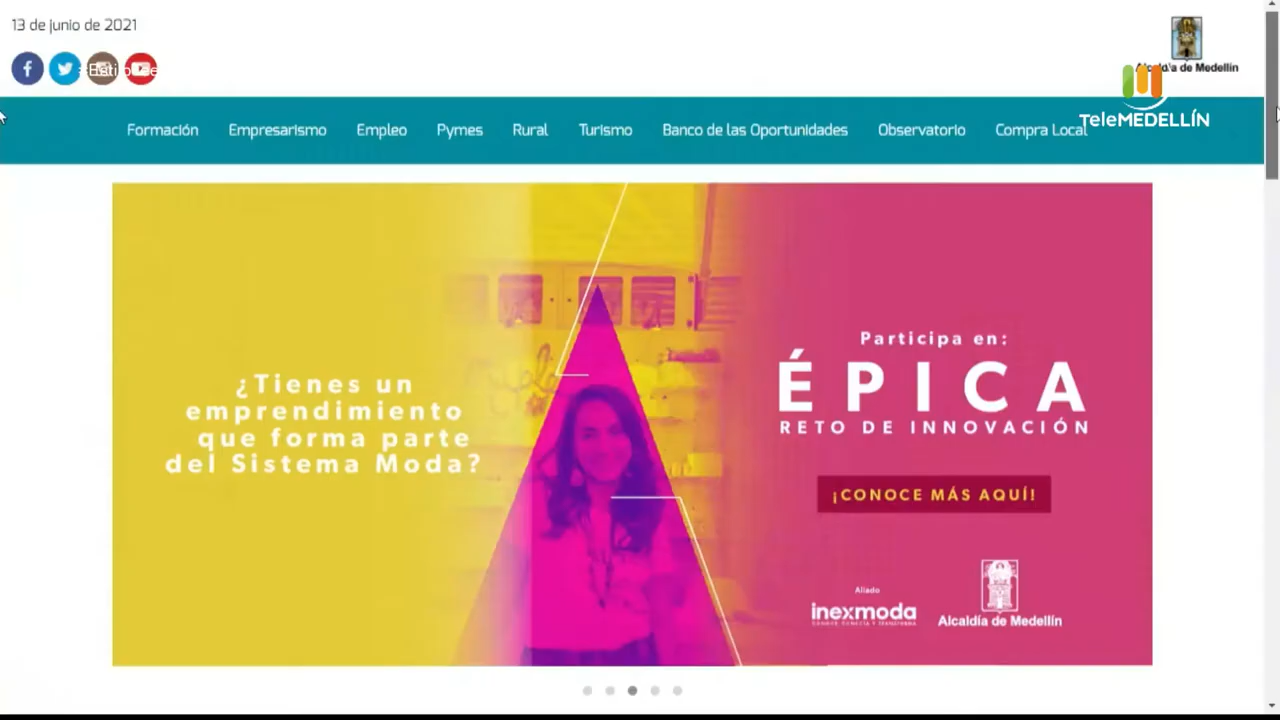 13 de junio de 2021
Alcaldía de Medellín
TeleMEDELLÍN
Formación Empresarismo Empleo Pymes Rural Turismo Banco de las Oportunidades Observatorio Compra Local
¿Tienes un
emprendimiento
que forma parte
del Sistema Moda?
Participa en:
ÉPICA
RETO DE INNOVACIÓN
¡CONOCE MÁS AQUÍ!
Aliado
inexmoda
Alcaldía de Medellín